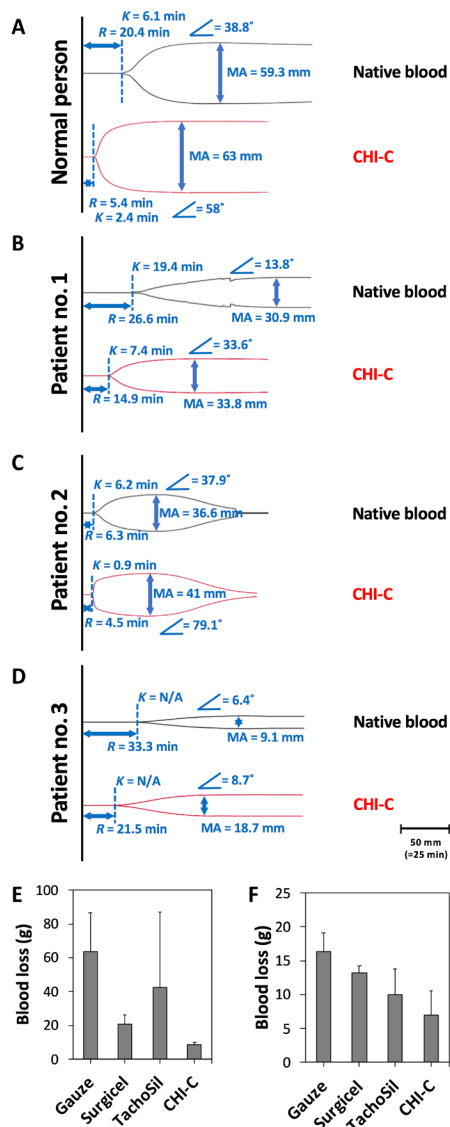 A
Normal person
K = 6.1 min
R = 20.4 min
= 38.8˚
MA = 59.3 mm
Native blood
MA = 63 mm
CHI-C
R = 5.4 min
K = 2.4 min
= 58˚
B
Patient no. 1
K = 19.4 min
= 13.8˚
Native blood
R = 26.6 min
MA = 30.9 mm
K = 7.4 min
= 33.6˚
CHI-C
R = 14.9 min
MA = 33.8 mm
C
Patient no.2
K = 6.2 min
= 37.9˚
MA = 36.6 mm
Native blood
R = 6.3 min
K = 0.9 min
MA = 41 mm
CHI-C
R = 4.5 min
= 79.1˚
D
Patient no. 3
K = N/A
= 6.4˚
Native blood
R = 33.3 min
MA = 9.1 mm
K = N/A
= 8.7˚
CHI-C
R = 21.5 min
MA = 18.7 mm
50 mm
(=25 min)
E
Blood loss (g)
100
80
60
40
20
0
Gauze
Surgicel
TachoSil
CHI-C
F
Blood loss (g)
25
20
15
10
5
0
Gauze
Surgicel
TachoSil
CHI-C